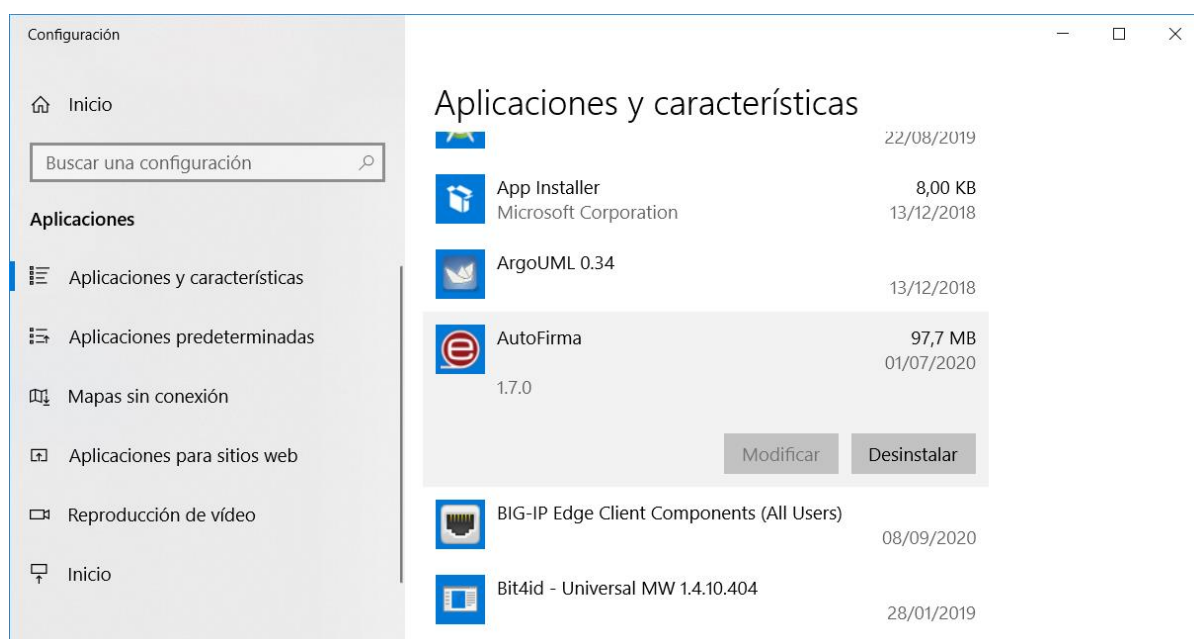 Configuración
Inicio
Buscar una configuración
Aplicaciones
Aplicaciones y características
Aplicaciones predeterminadas
Mapas sin conexión
Aplicaciones para sitios web
Reproducción de vídeo
Inicio
Aplicaciones y características
22/08/2019
App Installer 8,00 KB
Microsoft Corporation 13/12/2018
ArgoUML 0.34
13/12/2018
AutoFirma 97,7 MB
01/07/2020
1.7.0
Modificar Desinstalar
BIG-IP Edge Client Components (All Users)
08/09/2020
Bit4id - Universal MW 1.4.10.404
28/01/2019